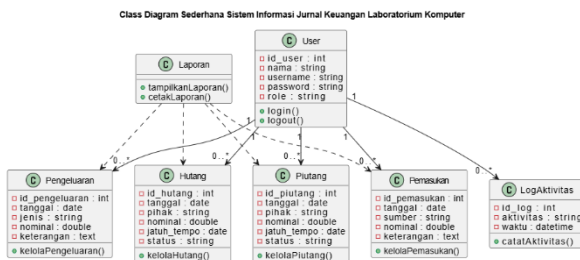 Class Diagram Sederhana Sistem Informasi Jurnal Keuangan Laboratorium Komputer
C User
id_user : int
nama : string
username : string
password : string
role : string
login()
logout()
C Laporan
tampilkanLaporan()
cetakLaporan()
1
1
1
1
1
0..*
0..*
0..*
0..*
0..*
C Pengeluaran
id_pengeluaran : int
tanggal : date
jenis : string
nominal : double
keterangan : text
kelolaPengeluaran()
C Hutang
id_hutang : int
tanggal : date
pihak : string
nominal : double
jatuh_tempo : date
status : string
kelolaHutang()
C Piutang
id_piutang : int
tanggal : date
pihak : string
nominal : double
jatuh_tempo : date
status : string
kelolaPiutang()
C Pemasukan
id_pemasukan : int
tanggal : date
sumber : string
nominal : double
keterangan : text
kelolaPemasukan()
C LogAktivitas
id_log : int
aktivitas : string
waktu : datetime
catatAktivitas()